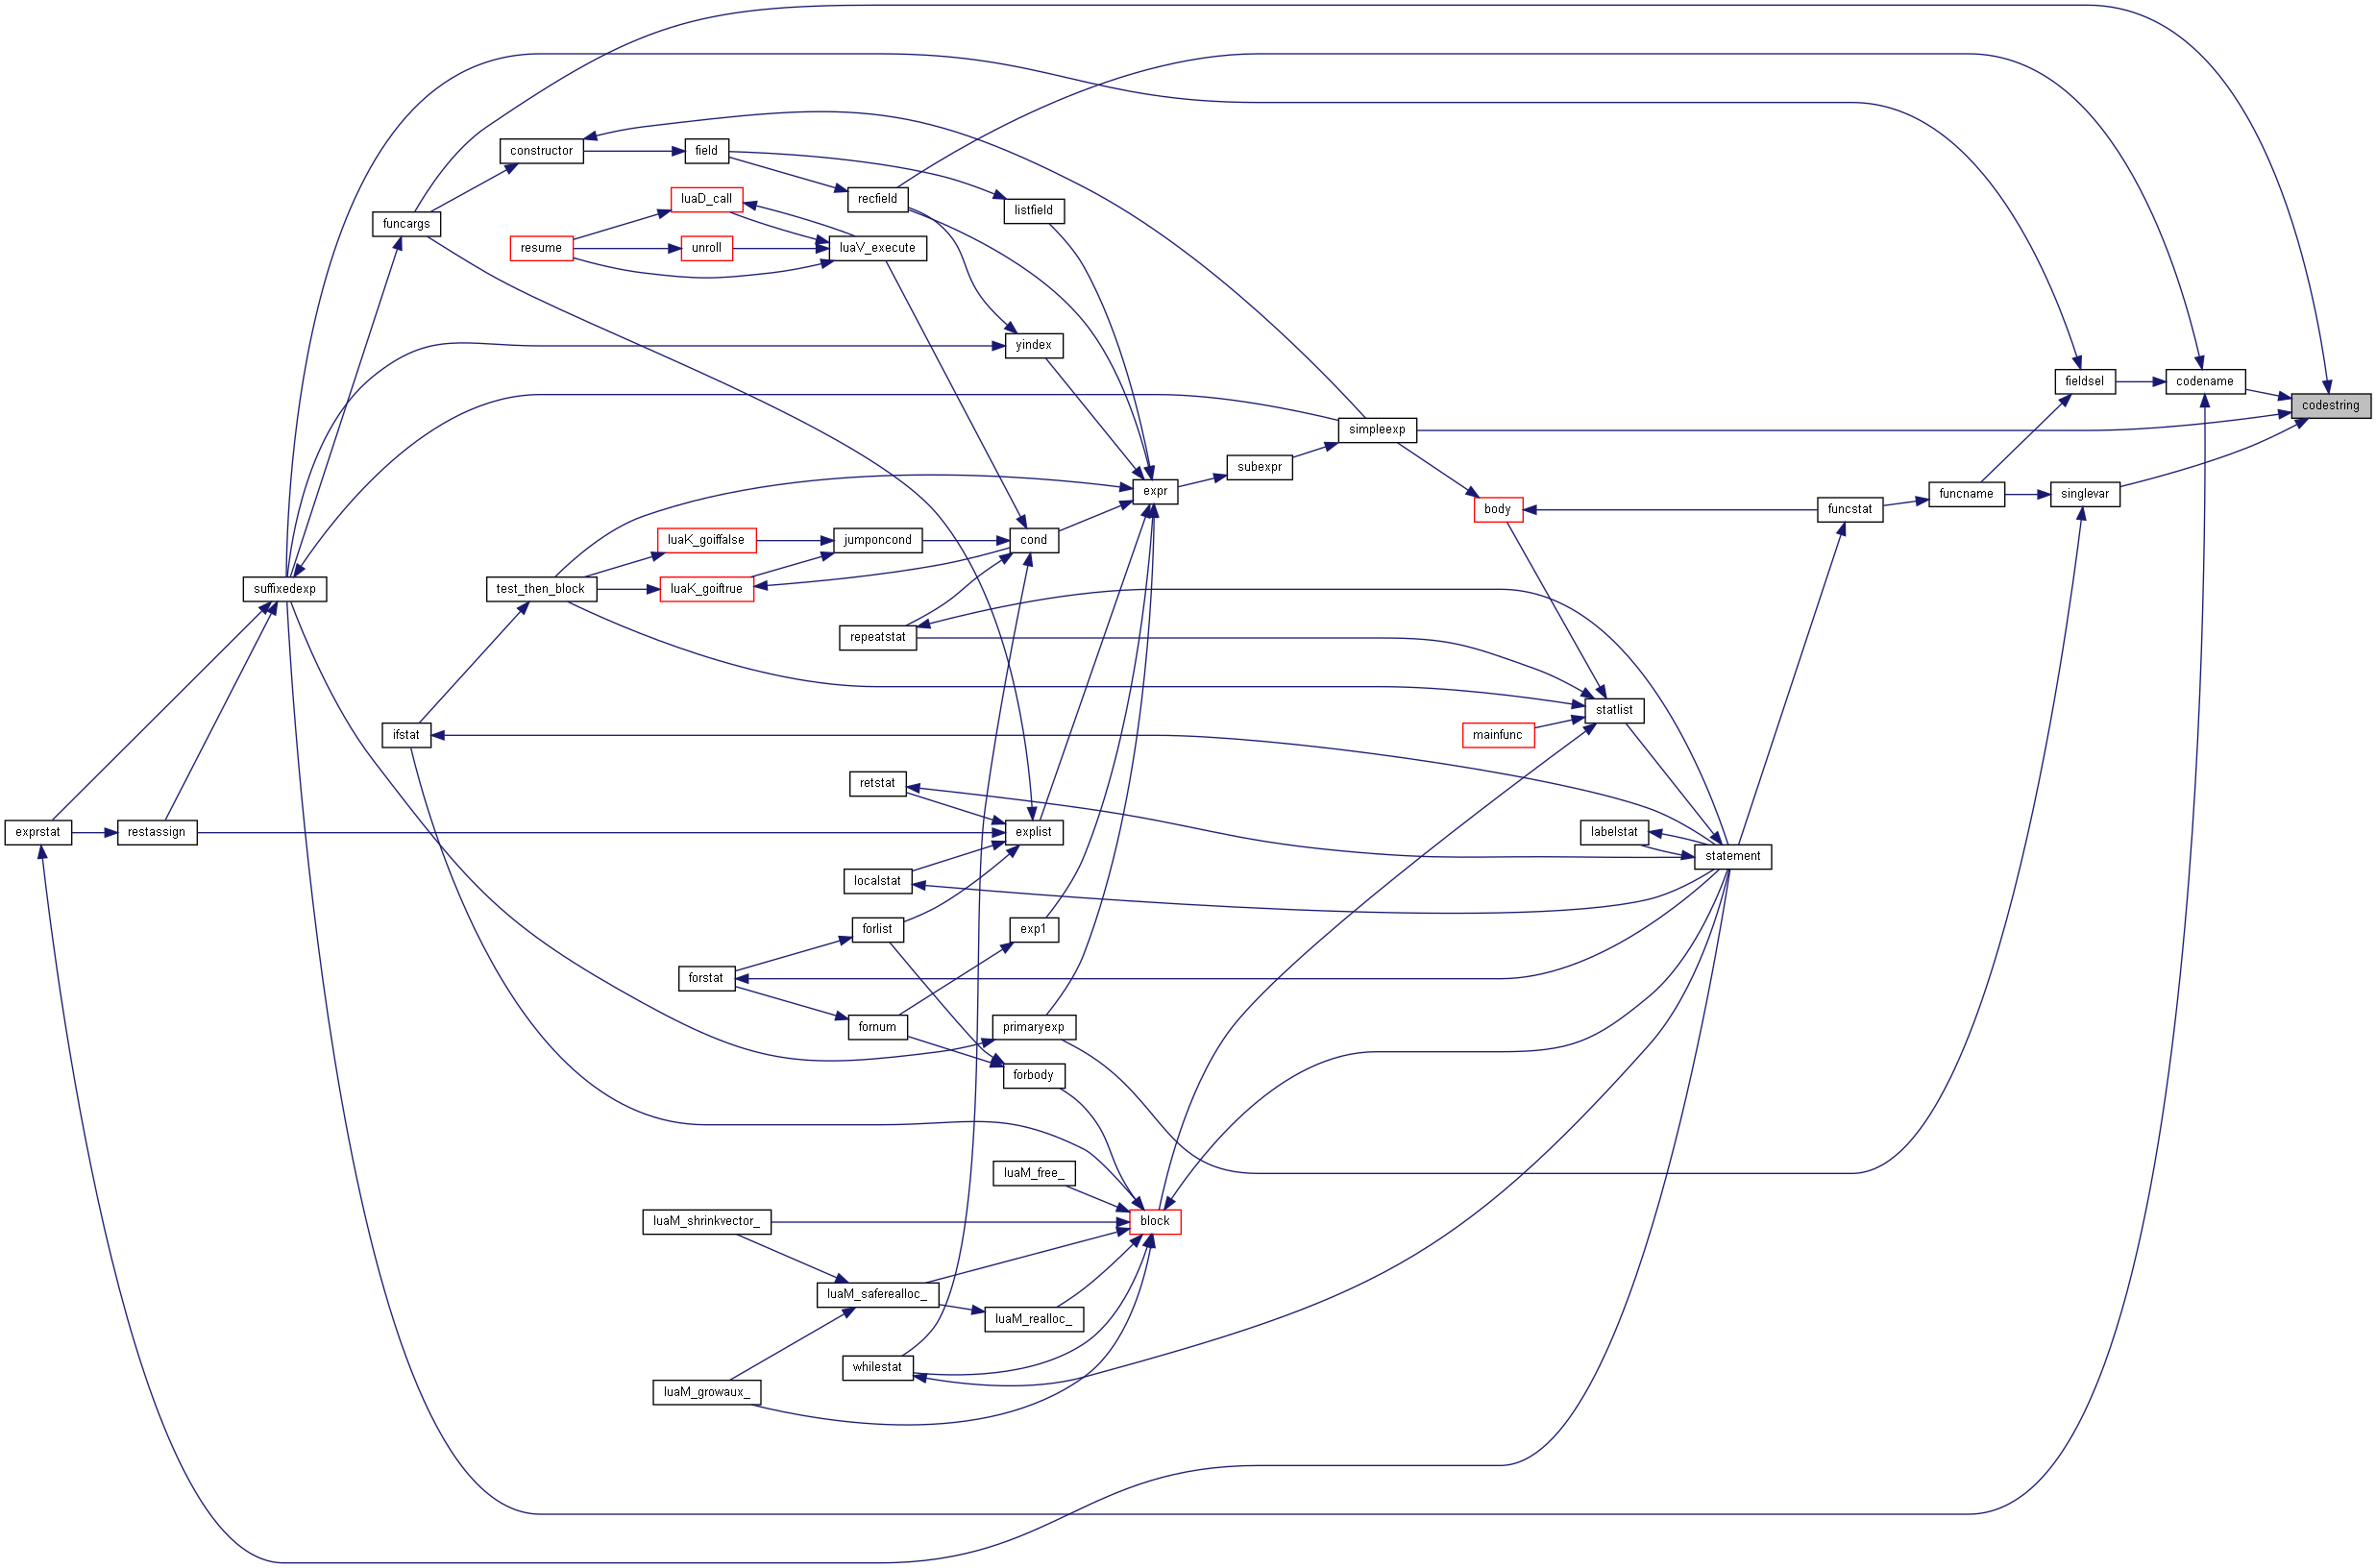 constructor
field
luaD_call
recfield
listfield
funcargs
resume
unroll
luaV_execute
yindex
fieldsel
codename
codestring
simpleexp
subexpr
expr
body
funcstat
funcname
singlevar
luaK_goiffalse
jumponcond
cond
suffixedexp
test_then_block
luaK_goiftrue
repeatstat
statlist
ifstat
mainfunc
retstat
exprstat
restassign
explist
labelstat
statement
localstat
forlist
exp1
forstat
fornum
primaryexp
forbody
luaM_free_
luaM_shrinkvector_
block
luaM_saferealloc_
luaM_realloc_
whilestat
luaM_growaux_